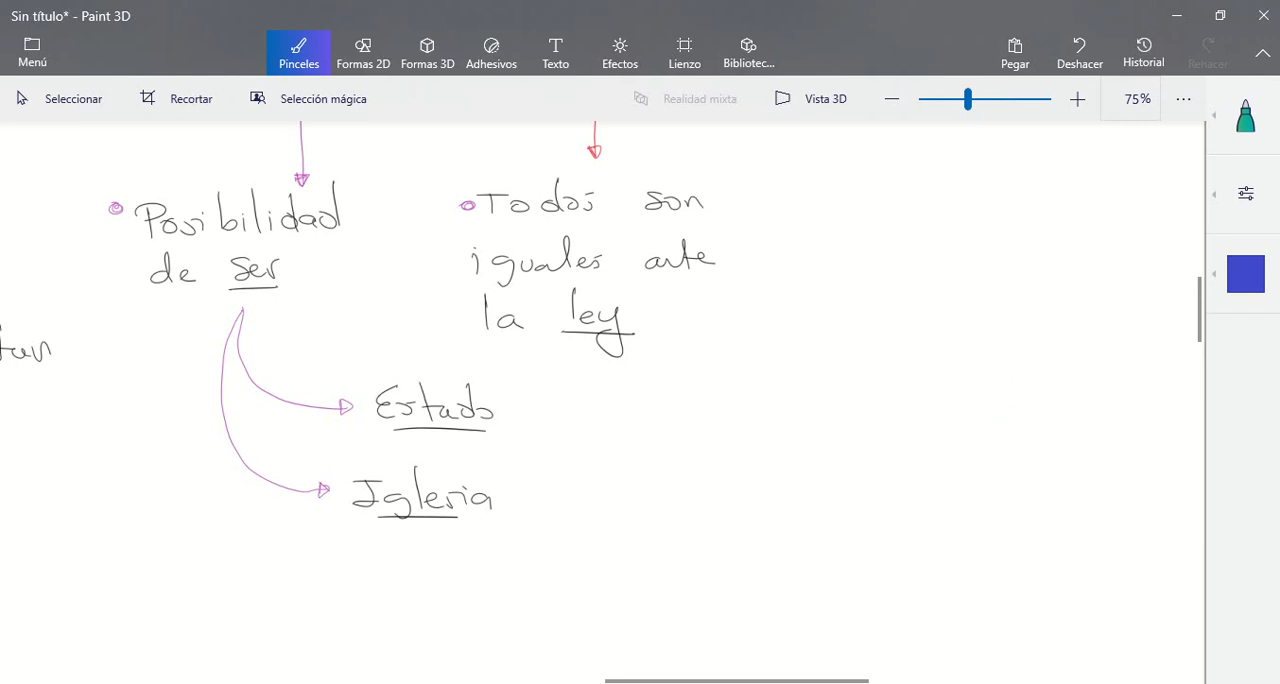 Sin título* - Paint 3D
Menú
Pinceles
Formas 2D
Formas 3D
Adhesivos
Texto
Efectos
Lienzo
Bibliotec...
Pegar
Deshacer
Historial
Rehacer
Seleccionar
Recortar
Selección mágica
Realidad mixta
Vista 3D
75%
Posibilidad
de ser
Todos son
iguales ante
la ley
Estado
Iglesia